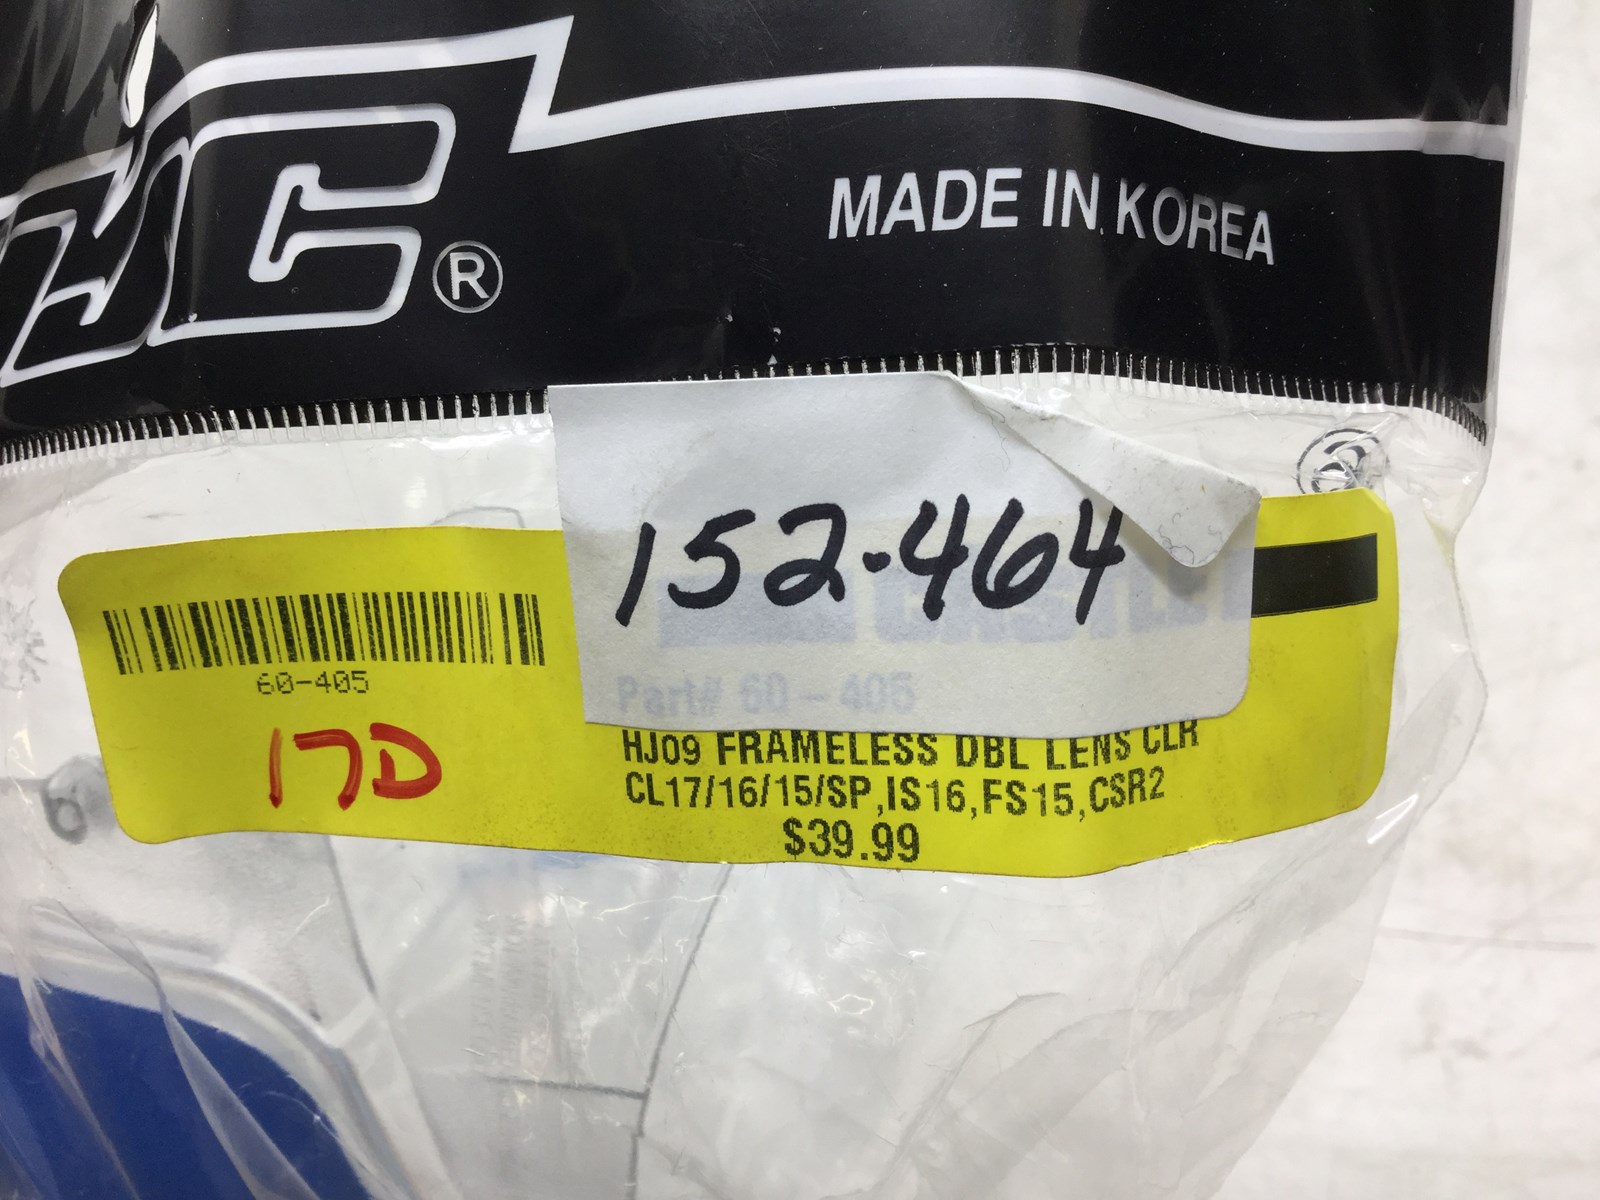 HJC®
MADE IN KOREA
152-464
60-405
Part# 60-405
17D
HJ09 FRAMELESS DBL LENS CLR
CL17/16/15/SP,IS16,FS15,CSR2
$39.99